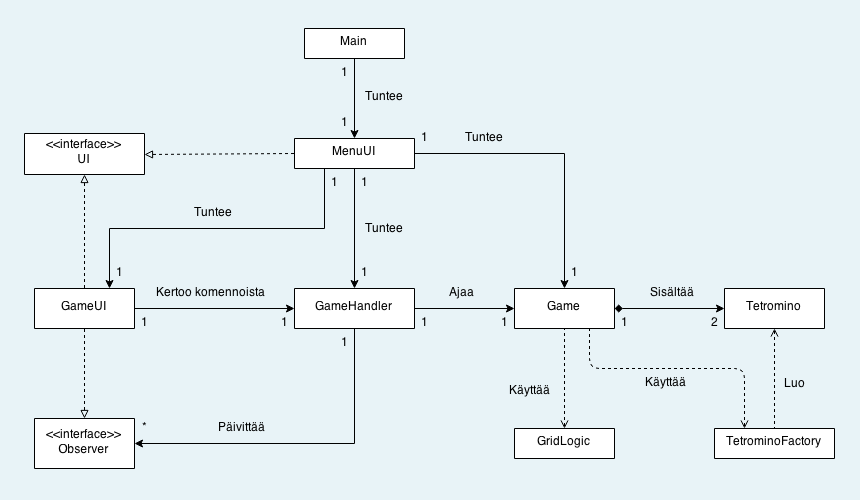 Main
1
Tuntee
1
<<interface>>
UI
MenuUI
1
Tuntee
1
1
Tuntee
Tuntee
1
1
1
GameUI
Kertoo komennoista
1
1
GameHandler
Ajaa
1
1
Game
Sisältää
1
2
Tetromino
1
Käyttää
Käyttää
Luo
*
Päivittää
<<interface>>
Observer
GridLogic
TetrominoFactory